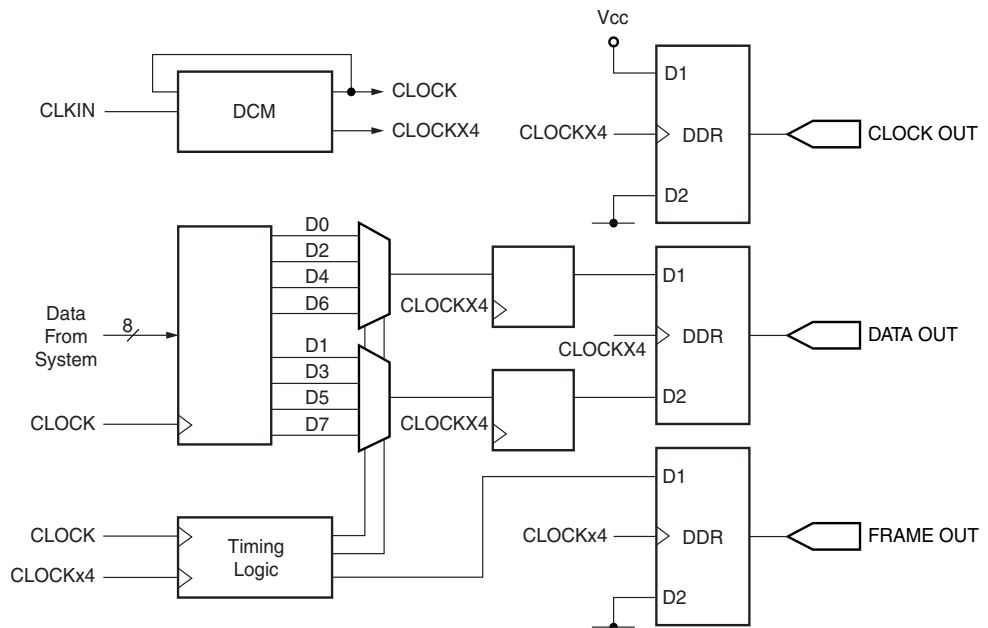 Vcc
D1
CLKIN
DCM
CLOCK
CLOCKX4
CLOCKX4
DDR
CLOCK OUT
D2
D0
D2
D4
D6
D1
D3
D5
D7
Data
From
System
8
CLOCK
CLOCKX4
CLOCKX4
D1
DDR
CLOCKX4
D2
DATA OUT
CLOCK
CLOCKx4
Timing
Logic
D1
CLOCKx4
DDR
D2
FRAME OUT